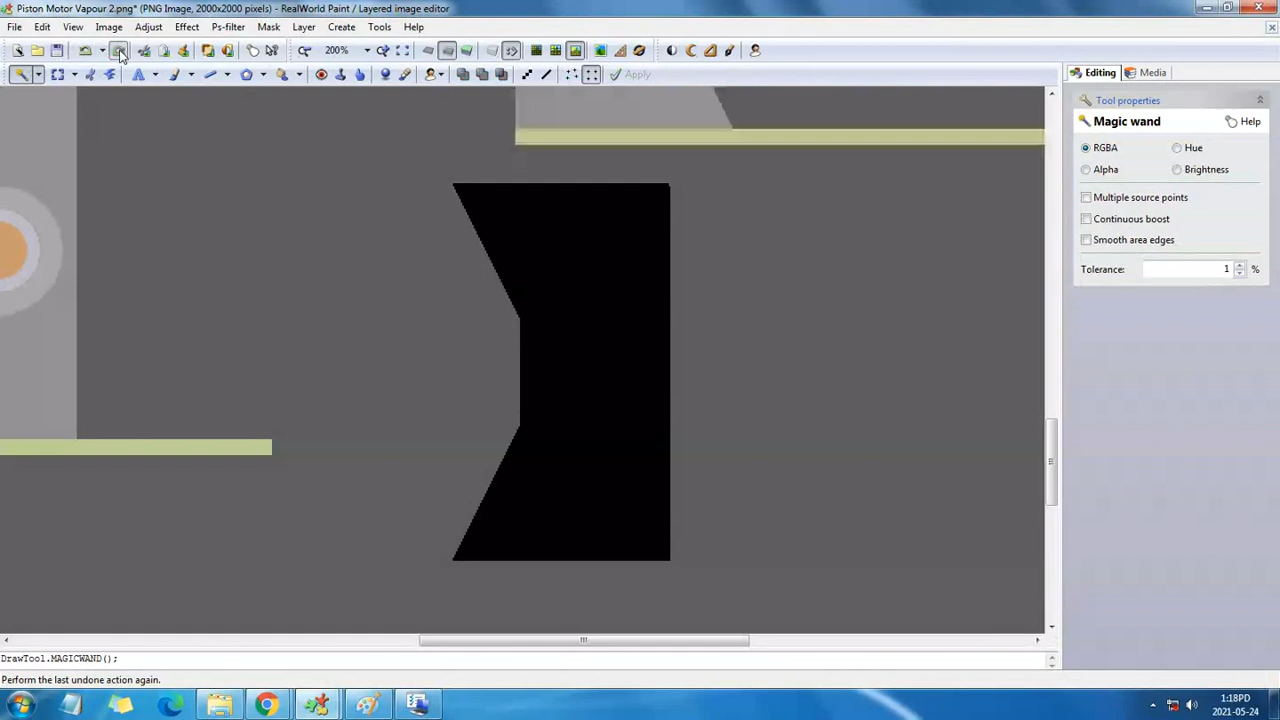 Piston Motor Vapour 2.png* (PNG Image, 2000x2000 pixels) - RealWorld Paint / Layered image editor
File Edit View Image Adjust Effect Ps-filter Mask Layer Create Tools Help
200%
Apply
Editing Media
Tool properties
Magic wand Help
RGBA Hue
Alpha Brightness
Multiple source points
Continuous boost
Smooth area edges
Tolerance: 1 %
DrawTool.MAGICWAND();
Perform the last undone action again.
1:18PD
2021-05-24